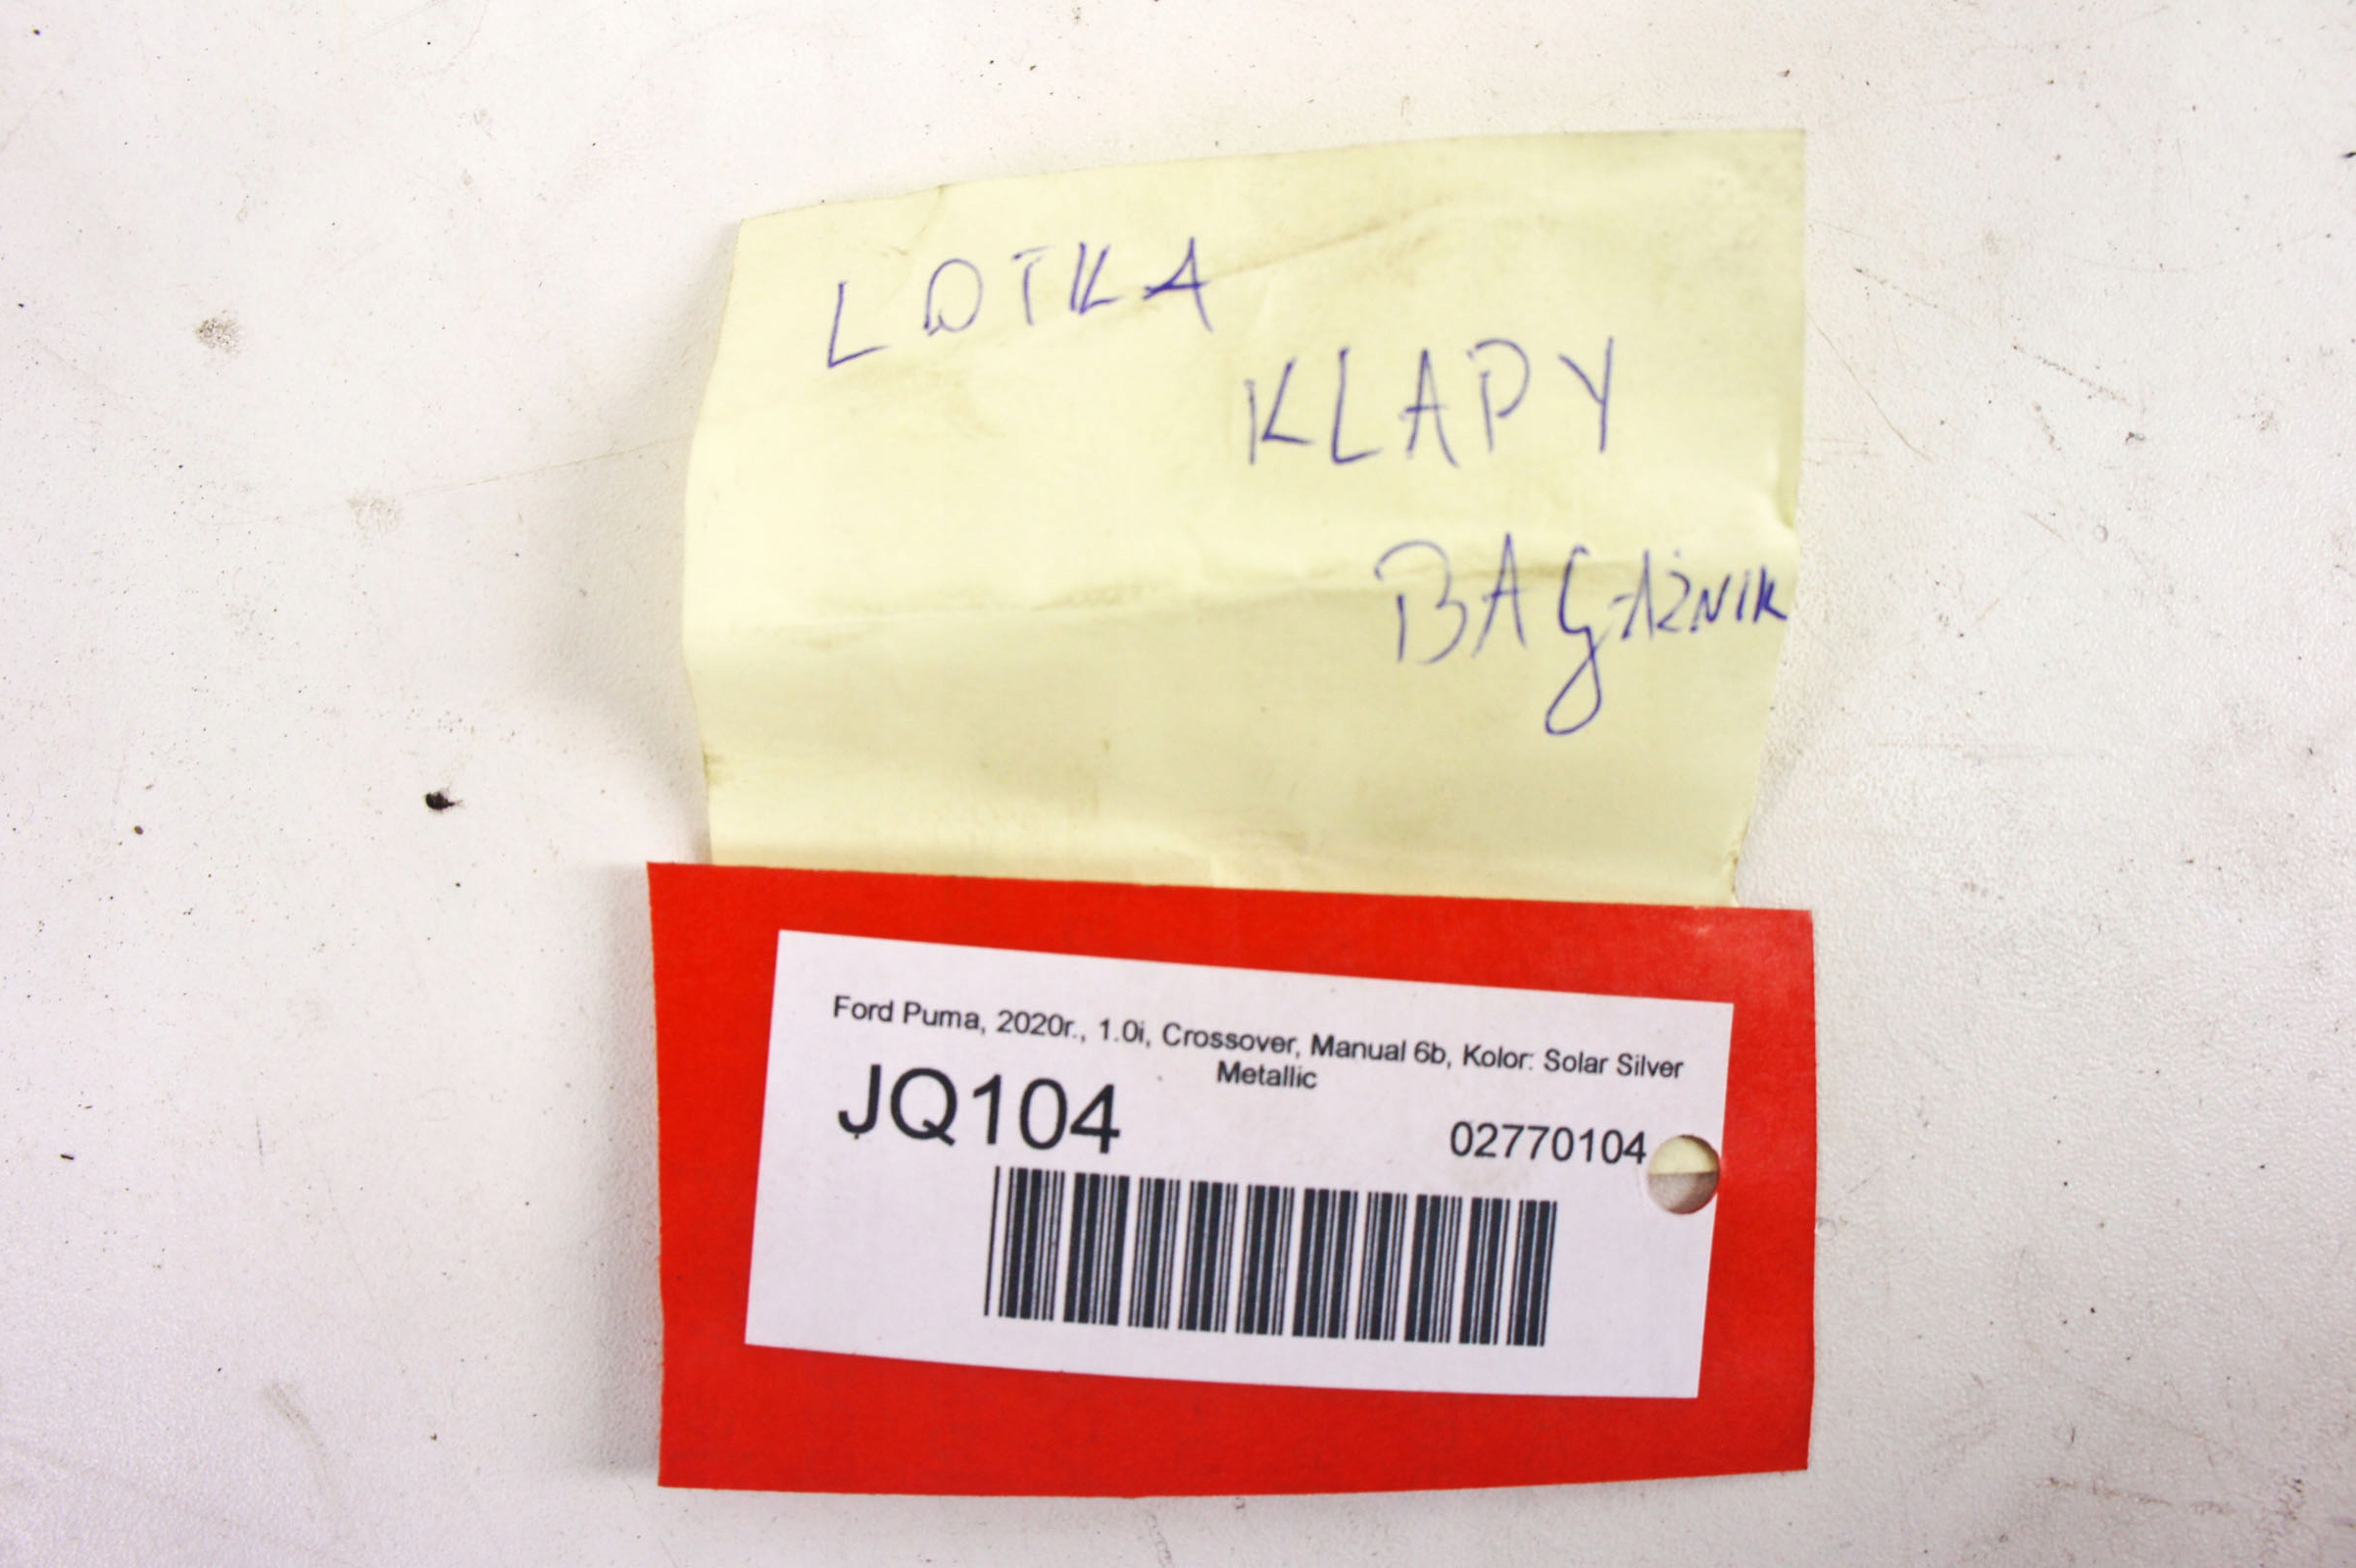 LOTKA
KLAPY
BAGAŻNIK
Ford Puma, 2020r., 1.0i, Crossover, Manual 6b, Kolor: Solar Silver
Metallic
JQ104
02770104